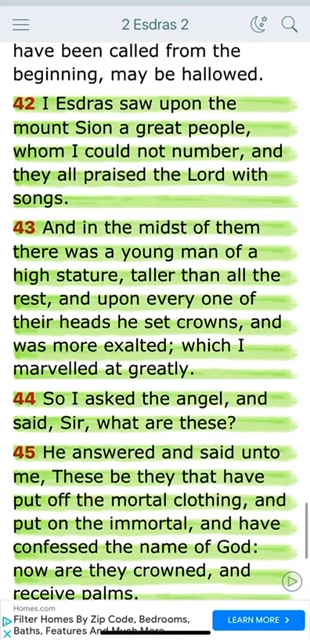 2 Esdras 2
have been called from the
beginning, may be hallowed.
42 I Esdras saw upon the
mount Sion a great people,
whom I could not number, and
they all praised the Lord with
songs.
43 And in the midst of them
there was a young man of a
high stature, taller than all the
rest, and upon every one of
their heads he set crowns, and
was more exalted; which I
marvelled at greatly.
44 So I asked the angel, and
said, Sir, what are these?
45 He answered and said unto
me, These be they that have
put off the mortal clothing, and
put on the immortal, and have
confessed the name of God:
now are they crowned, and
receive palms.
Homes.com
Filter Homes By Zip Code, Bedrooms,
Baths, Features And Much More
LEARN MORE